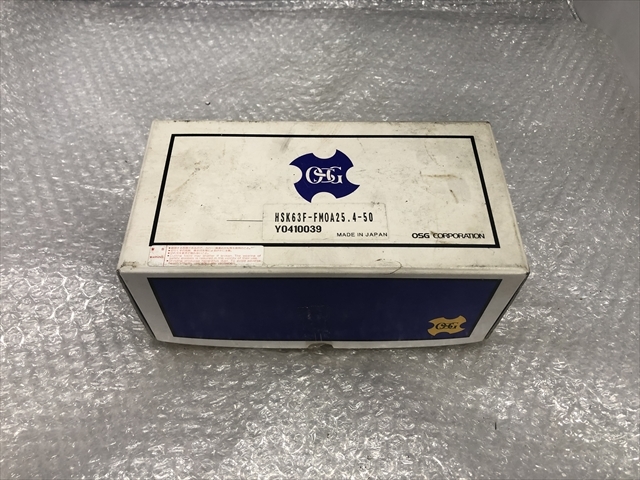 OSG
HSK63F-FMOA25.4-50
Y0410039
MADE IN JAPAN
OSG CORPORATION
OSG